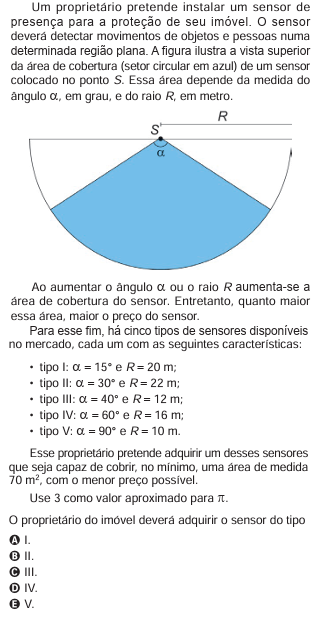 Um proprietário pretende instalar um sensor de
presença para a proteção de seu imóvel. O sensor
deverá detectar movimentos de objetos e pessoas numa
determinada região plana. A figura ilustra a vista superior
da área de cobertura (setor circular em azul) de um sensor
colocado no ponto S. Essa área depende da medida do
ângulo α, em grau, e do raio R, em metro.
R
S
α
Ao aumentar o ângulo α ou o raio R aumenta-se a
área de cobertura do sensor. Entretanto, quanto maior
essa área, maior o preço do sensor.
Para esse fim, há cinco tipos de sensores disponíveis
no mercado, cada um com as seguintes características:
• tipo I: α = 15° e R = 20 m;
• tipo II: α = 30° e R = 22 m;
• tipo III: α = 40° e R = 12 m;
• tipo IV: α = 60° e R = 16 m;
• tipo V: α = 90° e R = 10 m.
Esse proprietário pretende adquirir um desses sensores
que seja capaz de cobrir, no mínimo, uma área de medida
70 m², com o menor preço possível.
Use 3 como valor aproximado para π.
O proprietário do imóvel deverá adquirir o sensor do tipo
A I.
B II.
C III.
D IV.
E V.